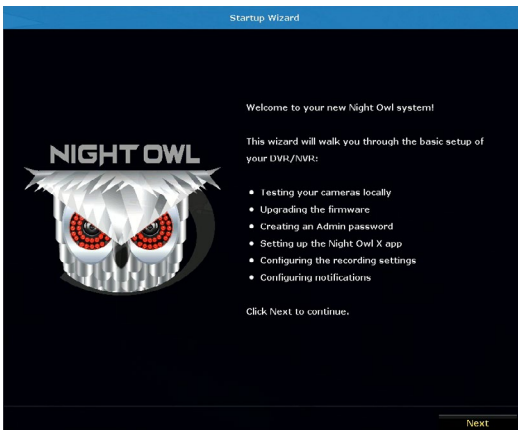 Startup Wizard
Welcome to your new Night Owl system!
This wizard will walk you through the basic setup of
your DVR/NVR:
NIGHT OWL
• Testing your cameras locally
• Upgrading the firmware
• Creating an Admin password
• Setting up the Night Owl X app
• Configuring the recording settings
• Configuring notifications
Click Next to continue.
Next